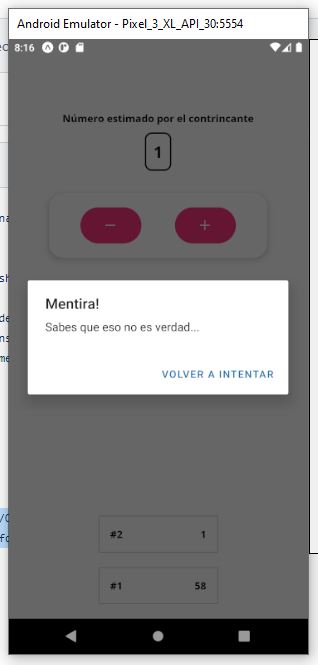 Android Emulator - Pixel_3_XL_API_30:5554
8:16
Número estimado por el contrincante
1
− +
Mentira!
Sabes que eso no es verdad...
VOLVER A INTENTAR
#2 1
#1 58